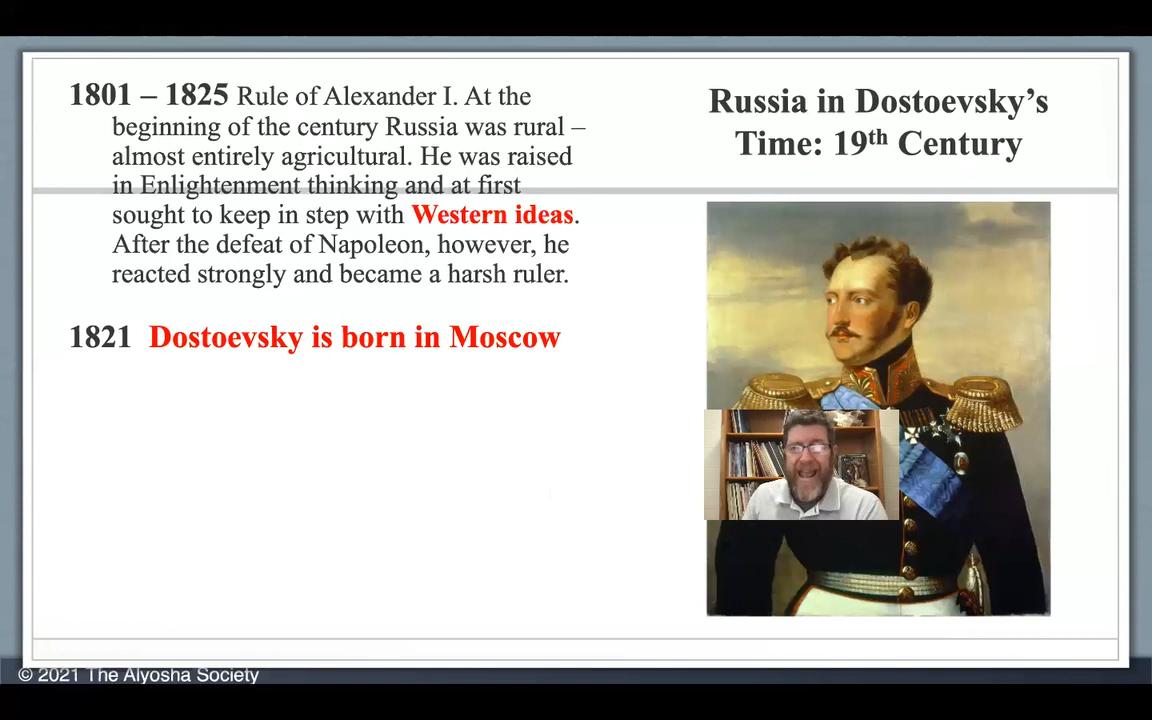 1801 – 1825 Rule of Alexander I. At the
beginning of the century Russia was rural –
almost entirely agricultural. He was raised
in Enlightenment thinking and at first
sought to keep in step with Western ideas.
After the defeat of Napoleon, however, he
reacted strongly and became a harsh ruler.
1821 Dostoevsky is born in Moscow
Russia in Dostoevsky’s
Time: 19th Century
© 2021 The Alyosha Society